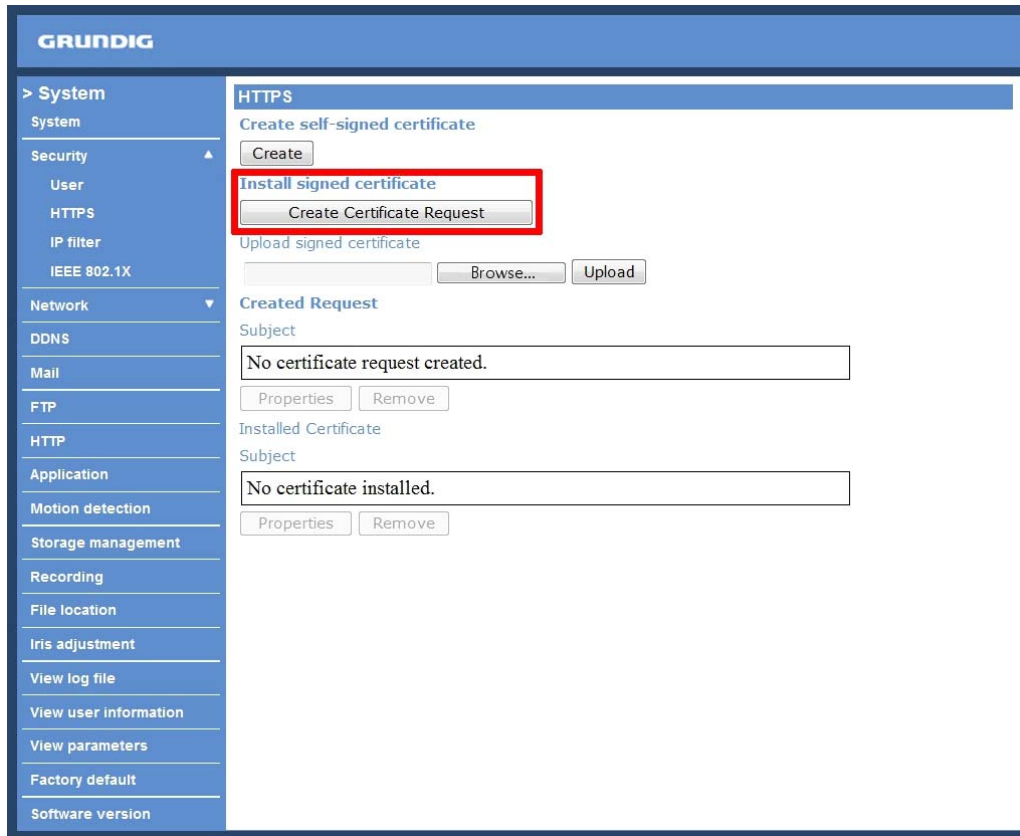 GRUNDIG
> System
System
Security
User
HTTPS
IP filter
IEEE 802.1X
Network
DDNS
Mail
FTP
HTTP
Application
Motion detection
Storage management
Recording
File location
Iris adjustment
View log file
View user information
View parameters
Factory default
Software version
HTTPS
Create self-signed certificate
Create
Install signed certificate
Create Certificate Request
Upload signed certificate
Browse... Upload
Created Request
Subject
No certificate request created.
Properties Remove
Installed Certificate
Subject
No certificate installed.
Properties Remove